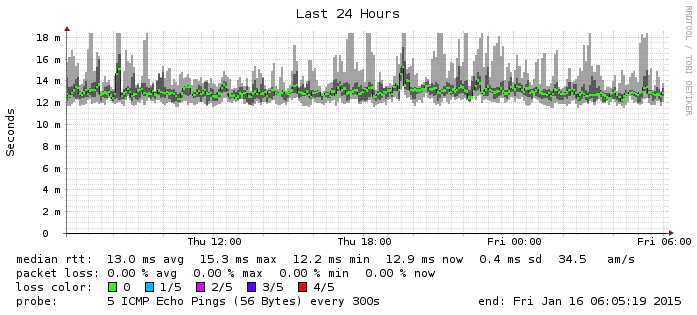 Last 24 Hours
RRDTOOL / TOBI OETIKER
Seconds
18 m
16 m
14 m
12 m
10 m
8 m
6 m
4 m
2 m
0
Thu 12:00 Thu 18:00 Fri 00:00 Fri 06:00
median rtt: 13.0 ms avg 15.3 ms max 12.2 ms min 12.9 ms now 0.4 ms sd 34.5 am/s
packet loss: 0.00 % avg 0.00 % max 0.00 % min 0.00 % now
loss color: 0 1/5 2/5 3/5 4/5
probe: 5 ICMP Echo Pings (56 Bytes) every 300s end: Fri Jan 16 06:05:19 2015